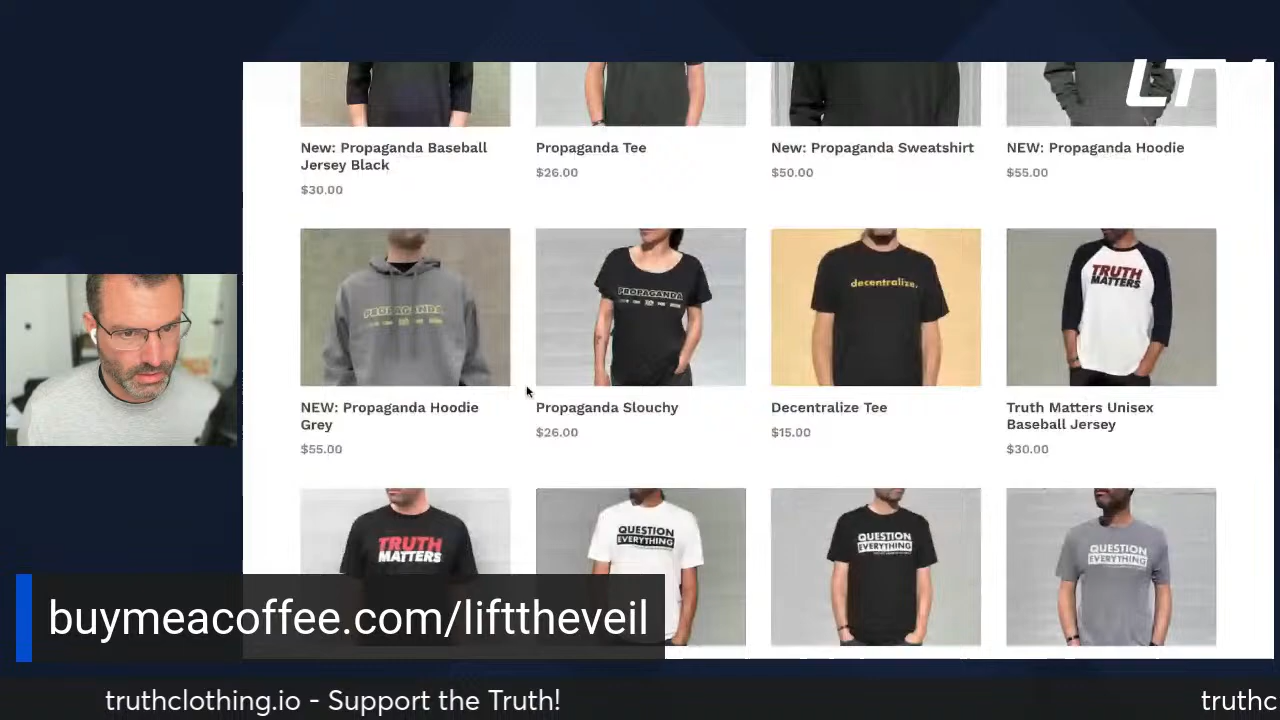 LT
New: Propaganda Baseball
Jersey Black
$30.00
Propaganda Tee
$26.00
New: Propaganda Sweatshirt
$50.00
NEW: Propaganda Hoodie
$55.00
PROPAGANDA
NEW: Propaganda Hoodie
Grey
$55.00
PROPAGANDA
Propaganda Slouchy
$26.00
decentralize.
Decentralize Tee
$15.00
TRUTH
MATTERS
Truth Matters Unisex
Baseball Jersey
$30.00
TRUTH
MATTERS
QUESTION
EVERYTHING
QUESTION
EVERYTHING
QUESTION
EVERYTHING
buymeacoffee.com/lifttheveil
truthclothing.io - Support the Truth!
truthc